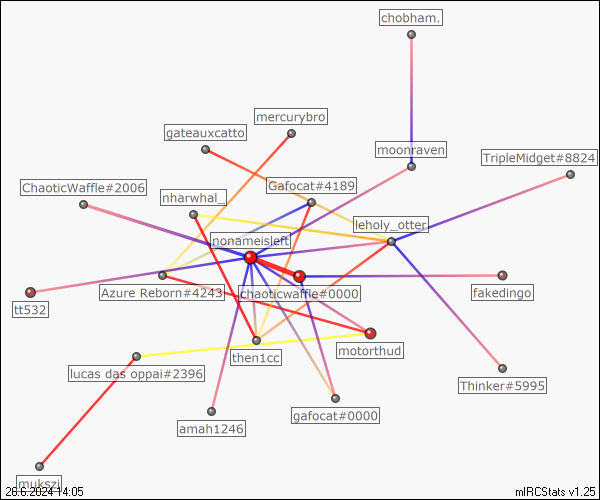 chobham.
mercurybro
gateauxcatto
moonraven
TripleMidget#8824
ChaoticWaffle#2006
Gafocat#4189
nharwhal_
leholy_otter
nonameisleft
tt532
Azure Reborn#4243
chaoticwaffle#0000
fakedingo
motorthud
then1cc
lucas das oppai#2396
Thinker#5995
gafocat#0000
amah1246
mukszi
26.6.2024 14:05
mIRCStats v1.25